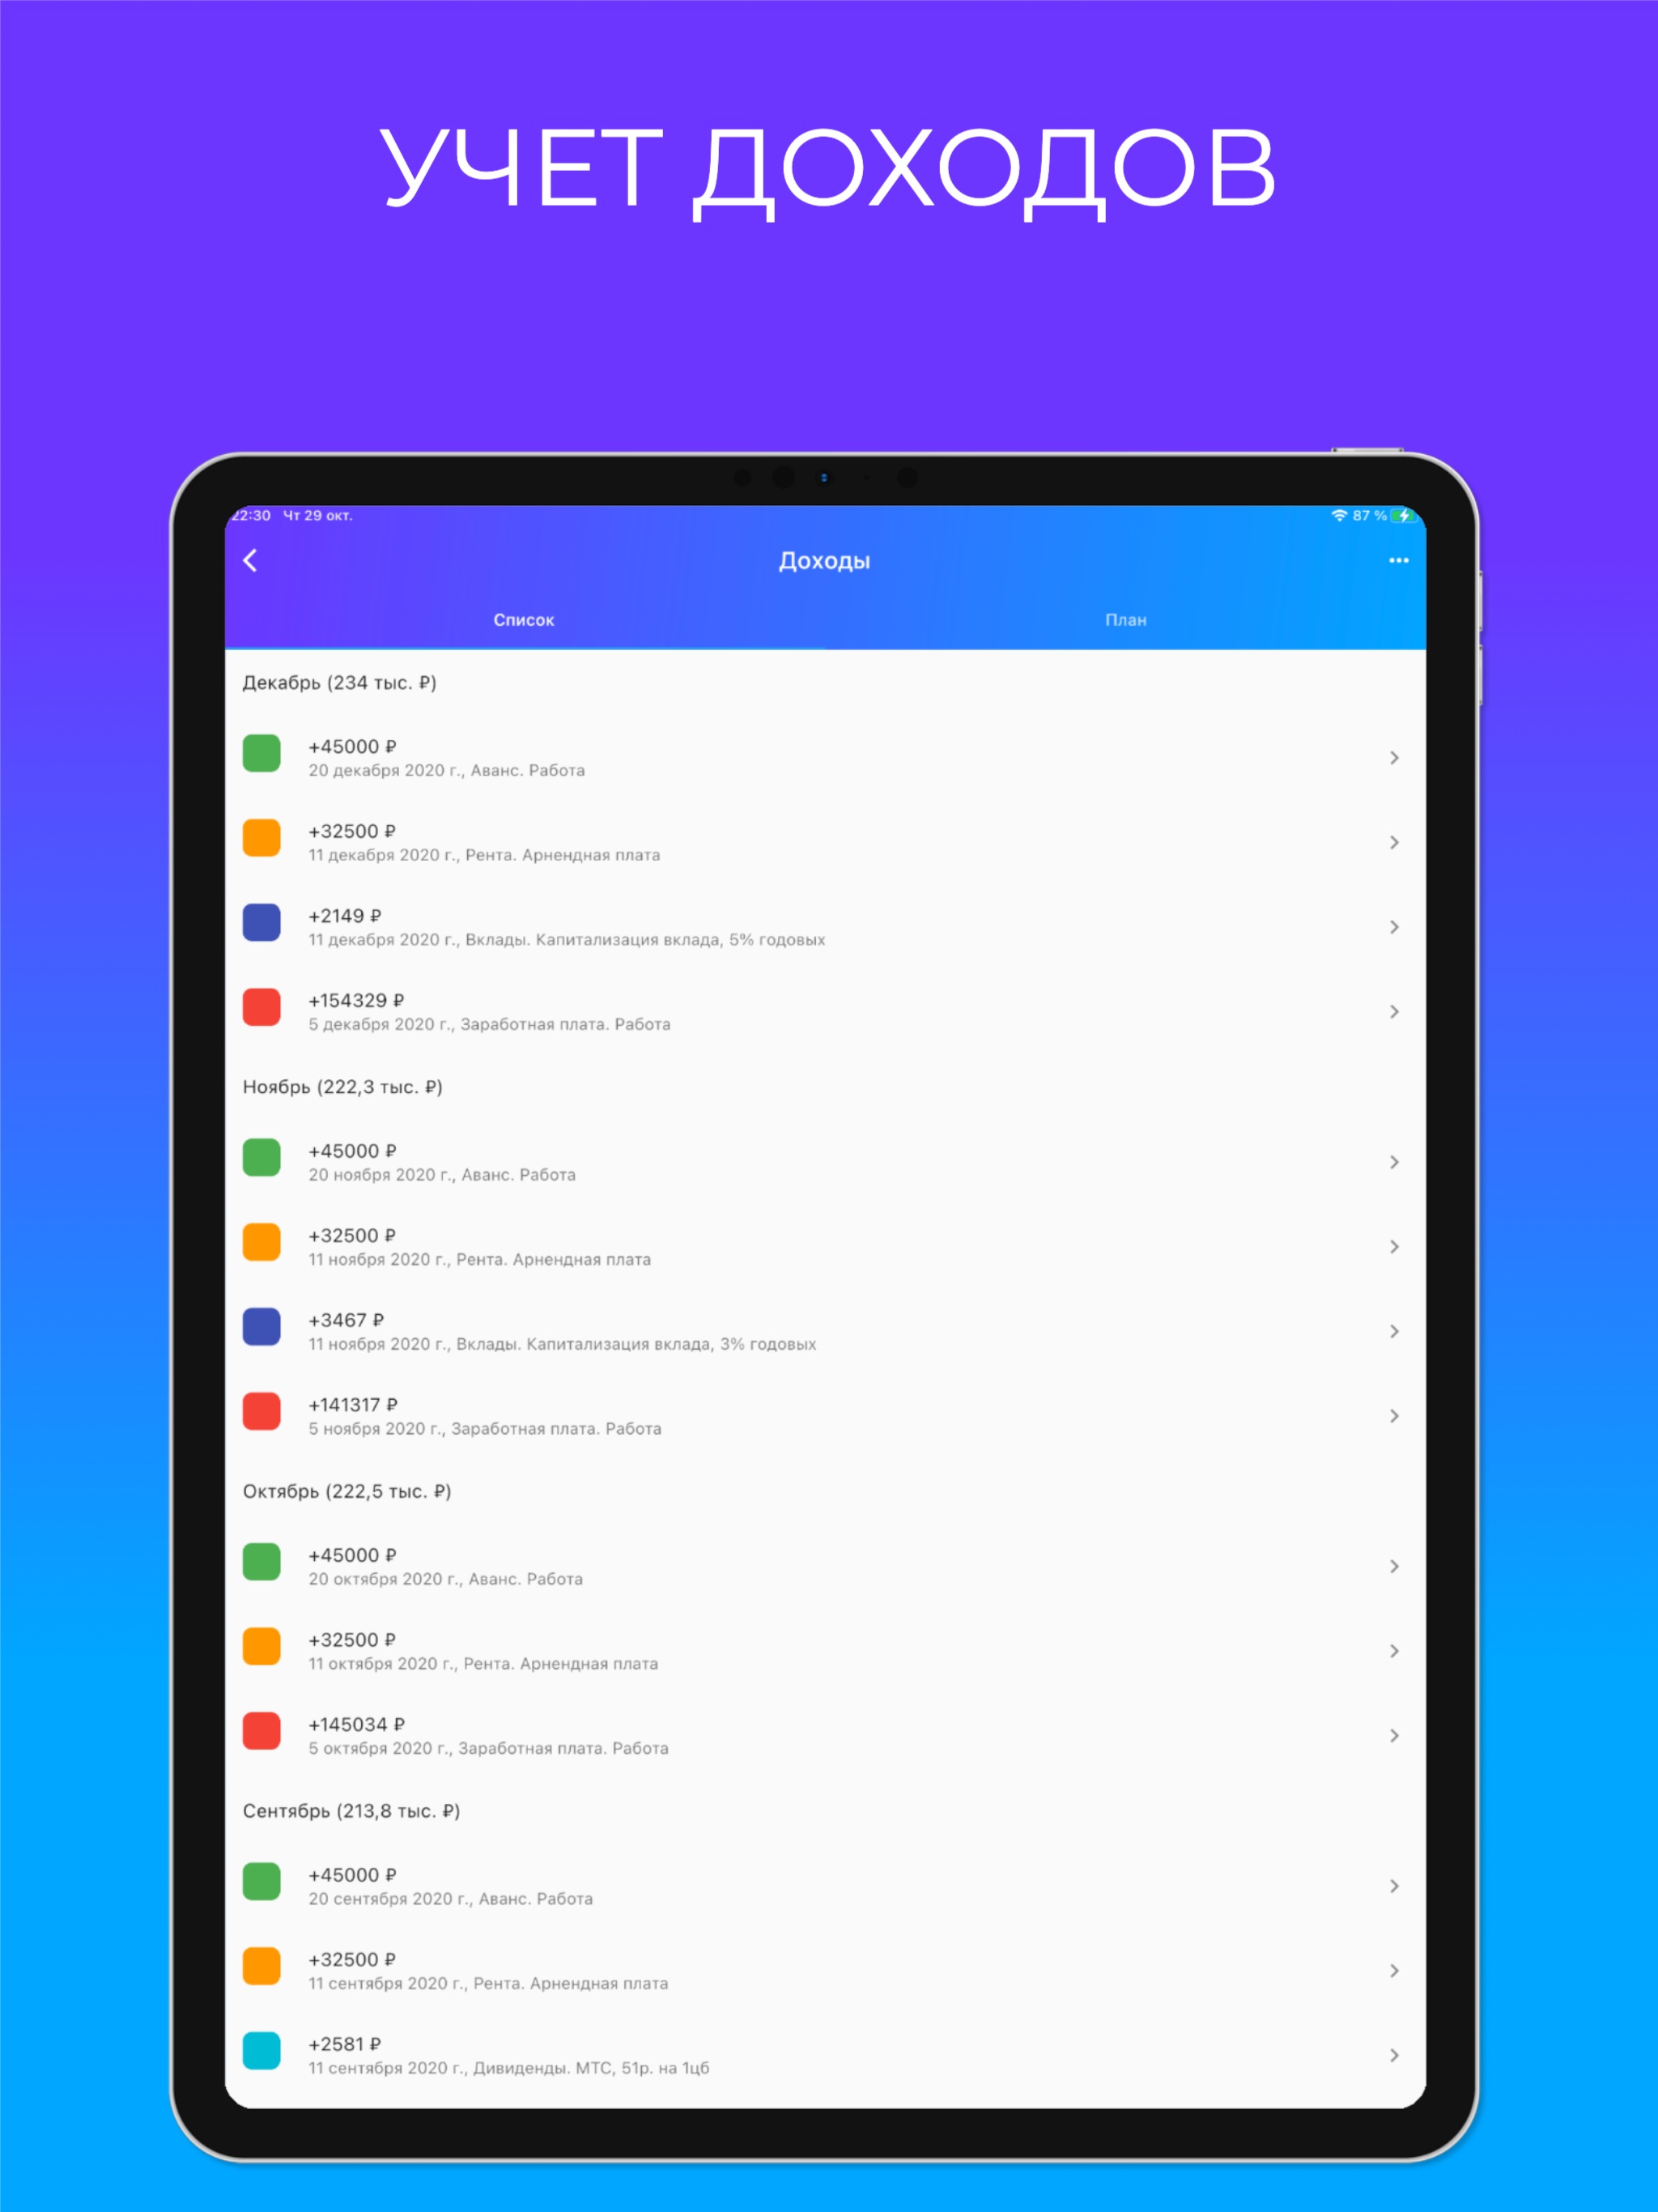 УЧЕТ ДОХОДОВ
22:30 Чт 29 окт.
87 %
Доходы
Список
План
Декабрь (234 тыс. ₽)
+45000 ₽
20 декабря 2020 г., Аванс. Работа
+32500 ₽
11 декабря 2020 г., Рента. Арнендная плата
+2149 ₽
11 декабря 2020 г., Вклады. Капитализация вклада, 5% годовых
+154329 ₽
5 декабря 2020 г., Заработная плата. Работа
Ноябрь (222,3 тыс. ₽)
+45000 ₽
20 ноября 2020 г., Аванс. Работа
+32500 ₽
11 ноября 2020 г., Рента. Арнендная плата
+3467 ₽
11 ноября 2020 г., Вклады. Капитализация вклада, 3% годовых
+141317 ₽
5 ноября 2020 г., Заработная плата. Работа
Октябрь (222,5 тыс. ₽)
+45000 ₽
20 октября 2020 г., Аванс. Работа
+32500 ₽
11 октября 2020 г., Рента. Арнендная плата
+145034 ₽
5 октября 2020 г., Заработная плата. Работа
Сентябрь (213,8 тыс. ₽)
+45000 ₽
20 сентября 2020 г., Аванс. Работа
+32500 ₽
11 сентября 2020 г., Рента. Арнендная плата
+2581 ₽
11 сентября 2020 г., Дивиденды. МТС, 51р. на 1цб